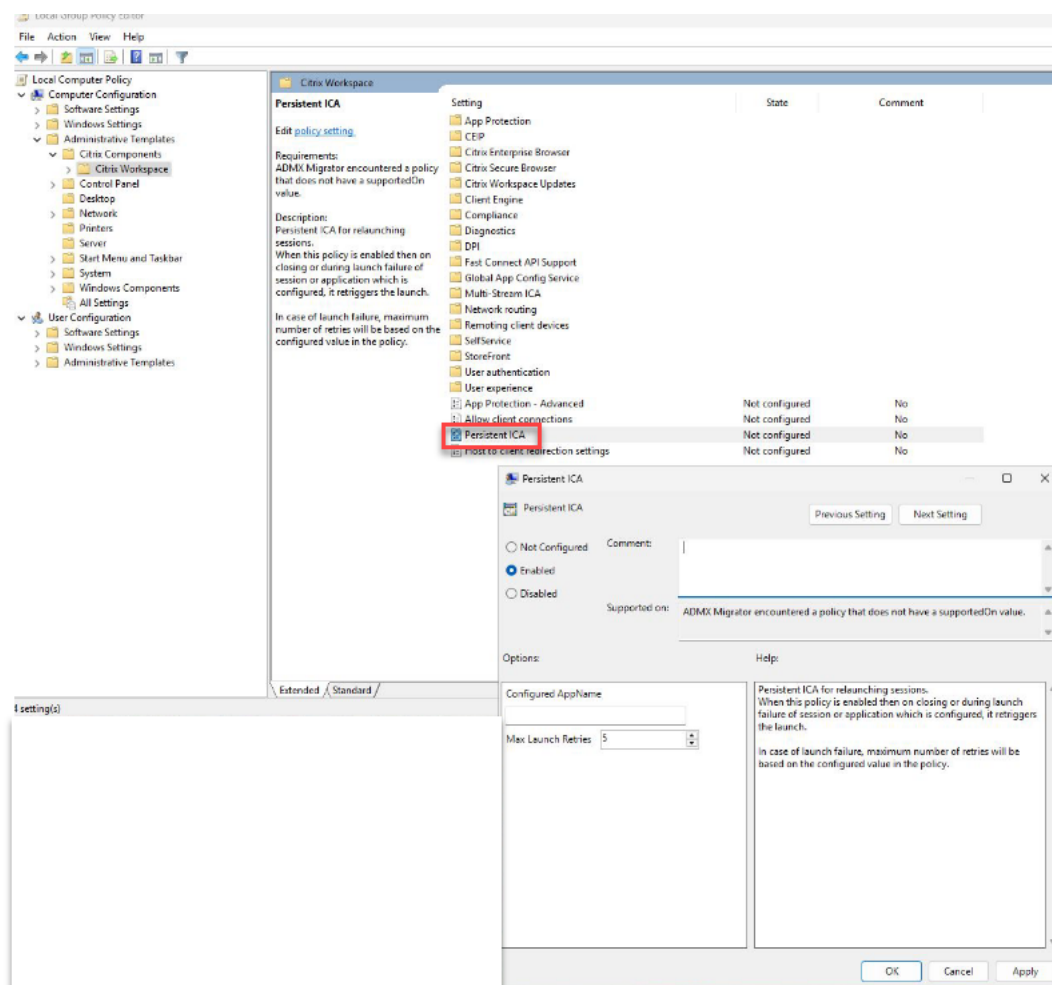 Local Group Policy Editor
File Action View Help
Local Computer Policy
Computer Configuration
Software Settings
Windows Settings
Administrative Templates
Citrix Components
Citrix Workspace
Control Panel
Desktop
Network
Printers
Server
Start Menu and Taskbar
System
Windows Components
All Settings
User Configuration
Software Settings
Windows Settings
Administrative Templates
Citrix Workspace
Persistent ICA
Edit policy setting
Requirements:
ADMX Migrator encountered a policy
that does not have a supportedOn
value.
Description:
Persistent ICA for relaunching
sessions.
When this policy is enabled then on
closing or during launch failure of
session or application which is
configured, it retriggers the launch.
In case of launch failure, maximum
number of retries will be based on the
configured value in the policy.
Setting State Comment
App Protection
CEIP
Citrix Enterprise Browser
Citrix Secure Browser
Citrix Workspace Updates
Client Engine
Compliance
Diagnostics
DPI
Fast Connect API Support
Global App Config Service
Multi-Stream ICA
Network routing
Remoting client devices
SelfService
StoreFront
User authentication
User experience
App Protection - Advanced Not configured No
Allow client connections Not configured No
Persistent ICA Not configured No
Host to client redirection settings Not configured No
Extended Standard
4 setting(s)
Persistent ICA
Persistent ICA
Previous Setting Next Setting
Not Configured
Enabled
Disabled
Comment:
Supported on:
ADMX Migrator encountered a policy that does not have a supportedOn value.
Options: Help:
Configured AppName
Max Launch Retries 5
Persistent ICA for relaunching sessions.
When this policy is enabled then on closing or during launch
failure of session or application which is configured, it retriggers
the launch.
In case of launch failure, maximum number of retries will be
based on the configured value in the policy.
OK Cancel Apply